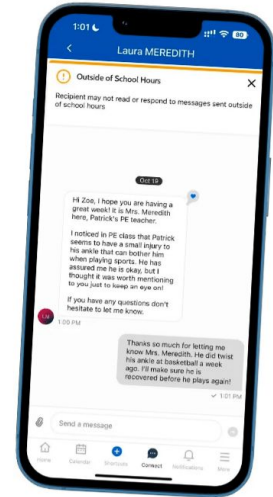 1:01
80
Laura MEREDITH
Outside of School Hours
Recipient may not read or respond to messages sent outside
of school hours
Oct 19
Hi Zoe, I hope you are having a
great week! It is Mrs. Meredith
here, Patrick's PE teacher.
I noticed in PE class that Patrick
seems to have a small injury to
his ankle that can bother him
when playing sports. He has
assured me he is okay, but I
thought it was worth mentioning
to you just to keep an eye on!
If you have any questions don't
hesitate to let me know.
LM
1:00 PM
Thanks so much for letting me
know Mrs. Meredith. He did twist
his ankle at basketball a week
ago. I'll make sure he is
recovered before he plays again!
1:01 PM
Send a message
Home
Calendar
Shortcuts
Connect
Notifications
More